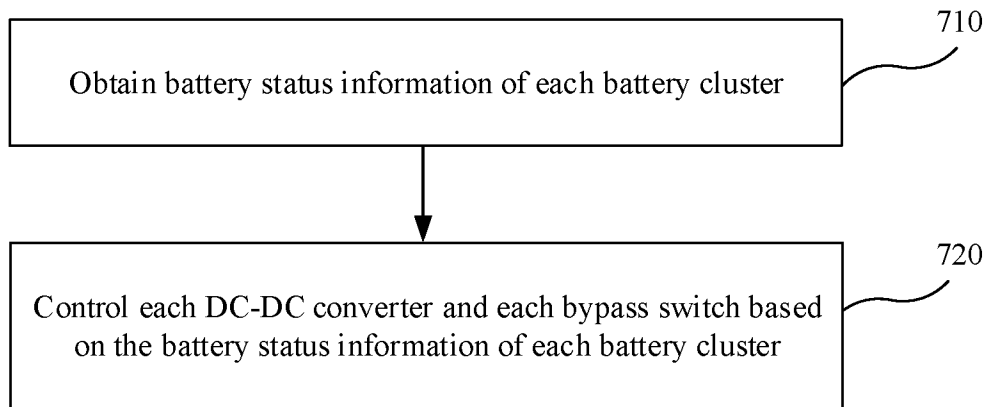 710
Obtain battery status information of each battery cluster
720
Control each DC-DC converter and each bypass switch based
on the battery status information of each battery cluster